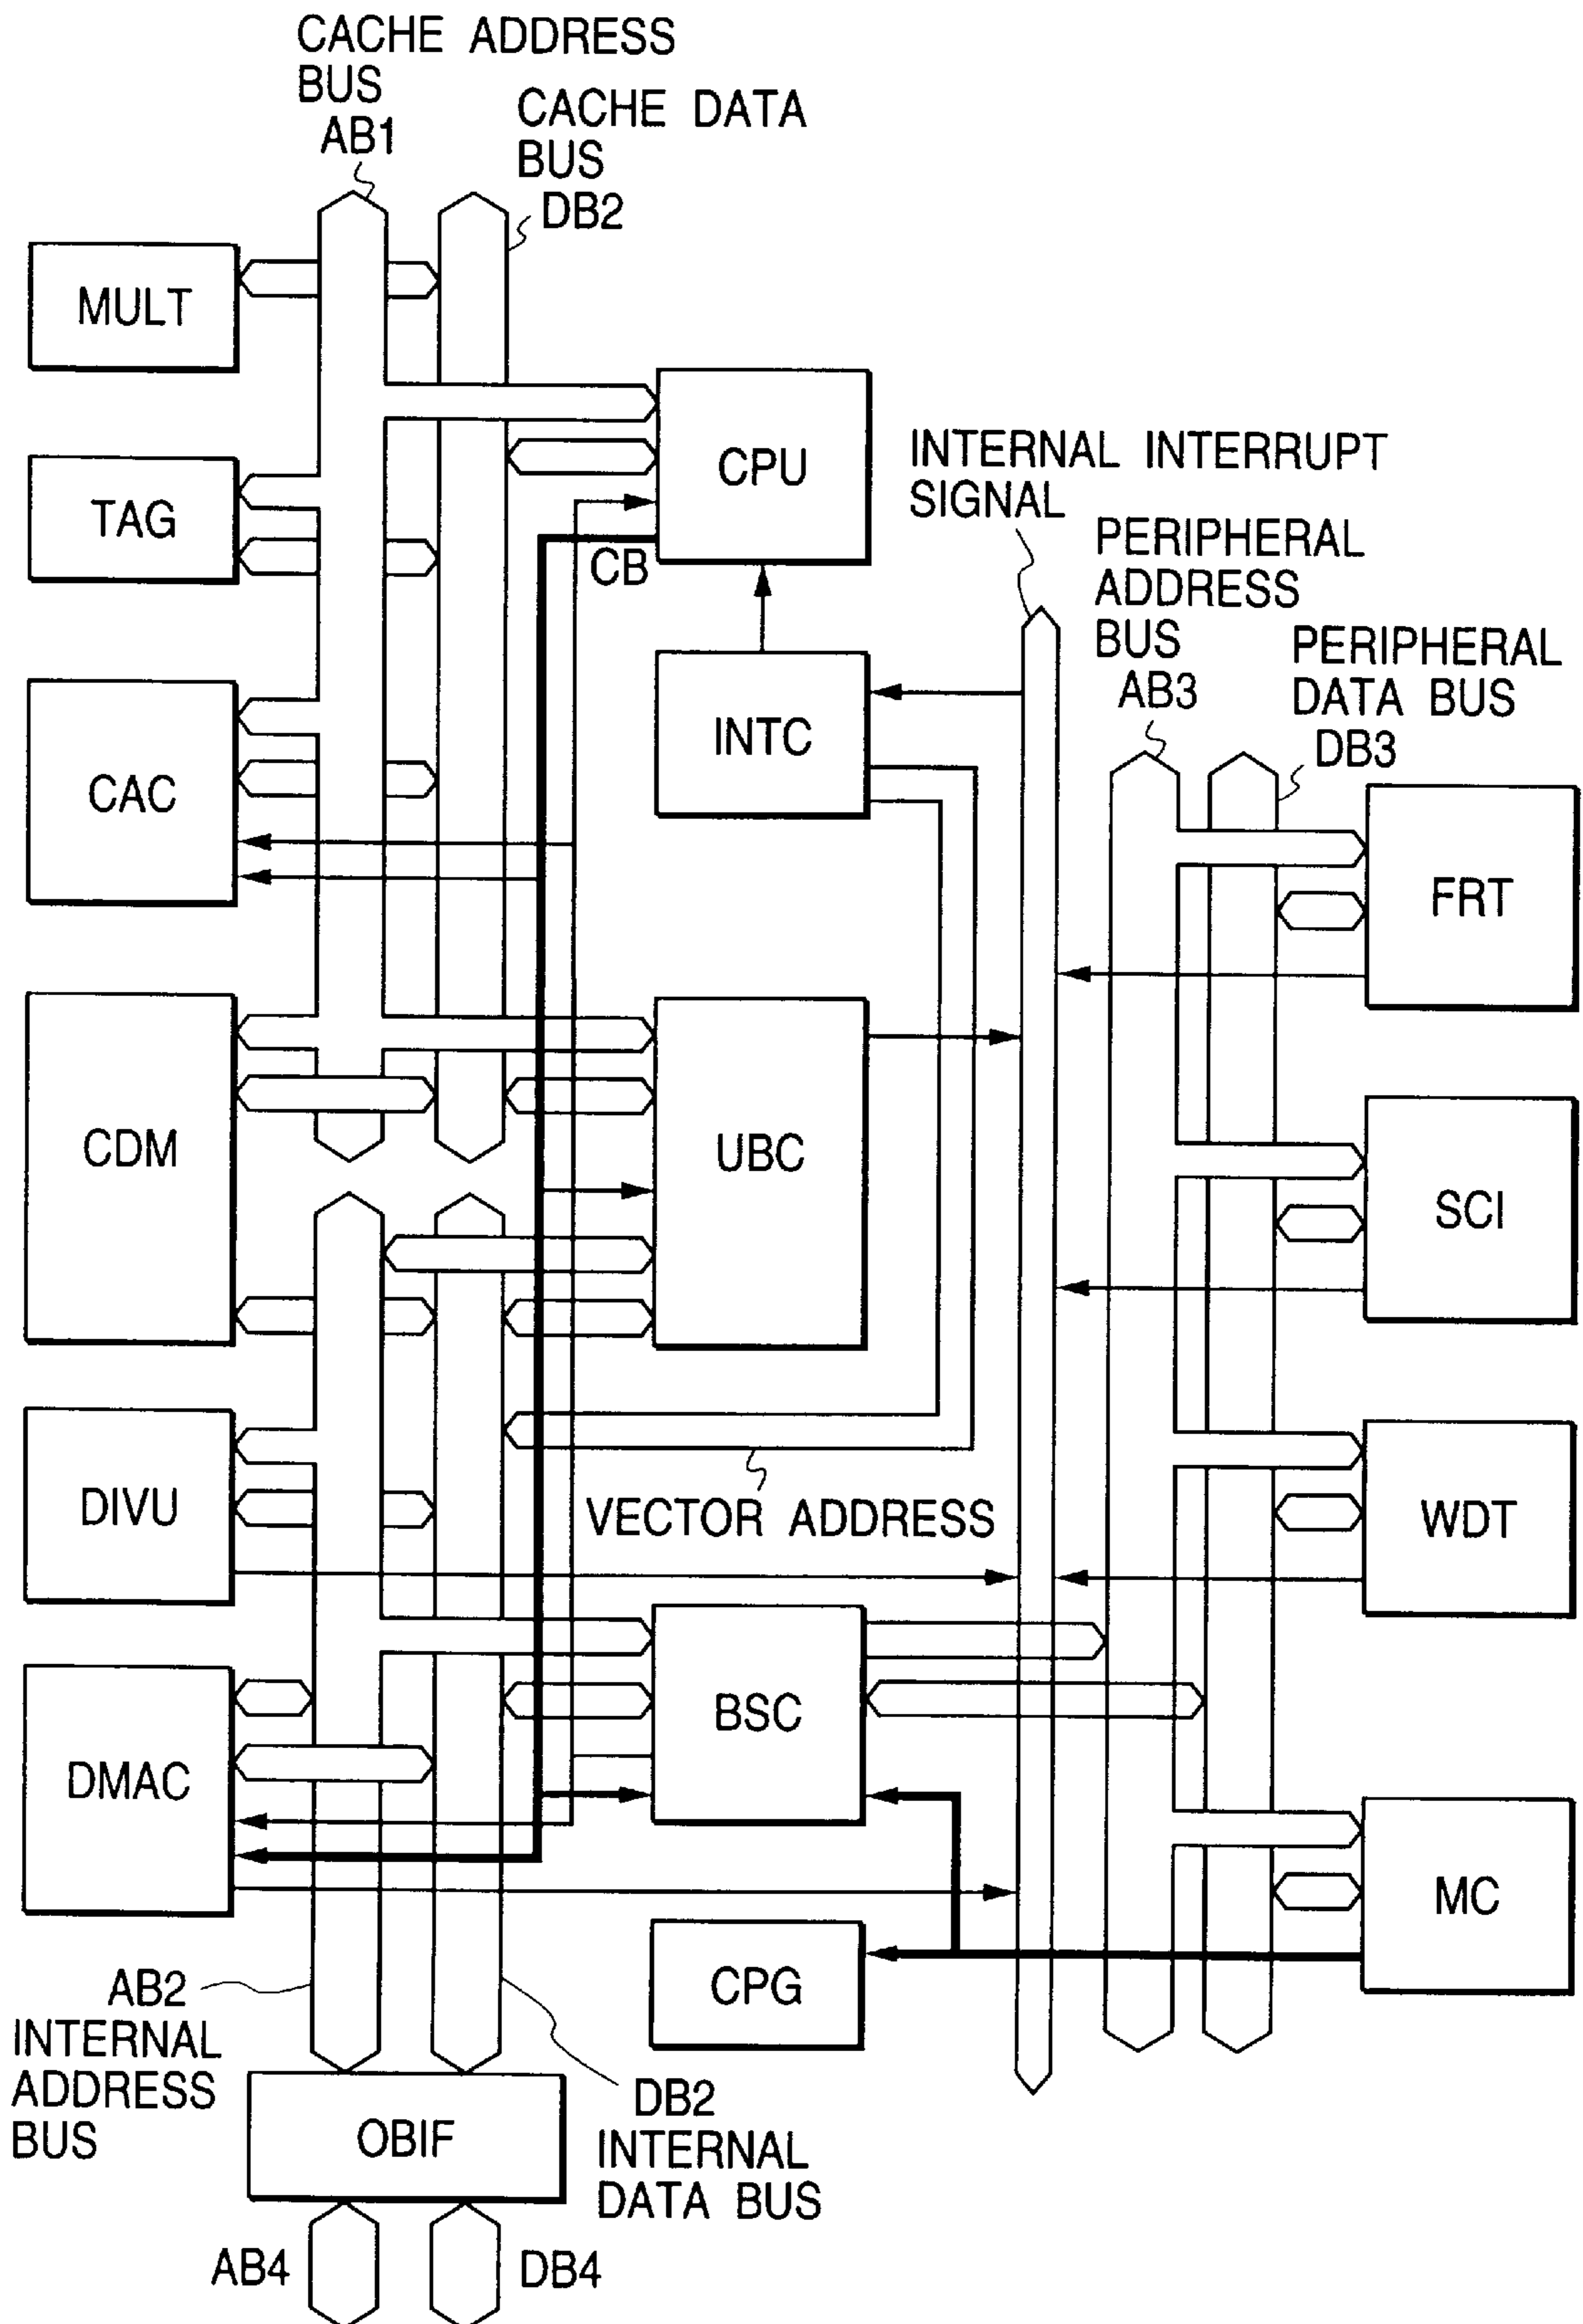 CACHE ADDRESS
BUS
AB1
CACHE DATA
BUS
DB2
MULT
TAG
CAC
CDM
DIVU
DMAC
CPU
CB
INTC
UBC
BSC
CPG
INTERNAL INTERRUPT
SIGNAL
PERIPHERAL
ADDRESS
BUS
AB3
PERIPHERAL
DATA BUS
DB3
FRT
SCI
WDT
MC
VECTOR ADDRESS
AB2
INTERNAL
ADDRESS
BUS
OBIF
DB2
INTERNAL
DATA BUS
AB4
DB4